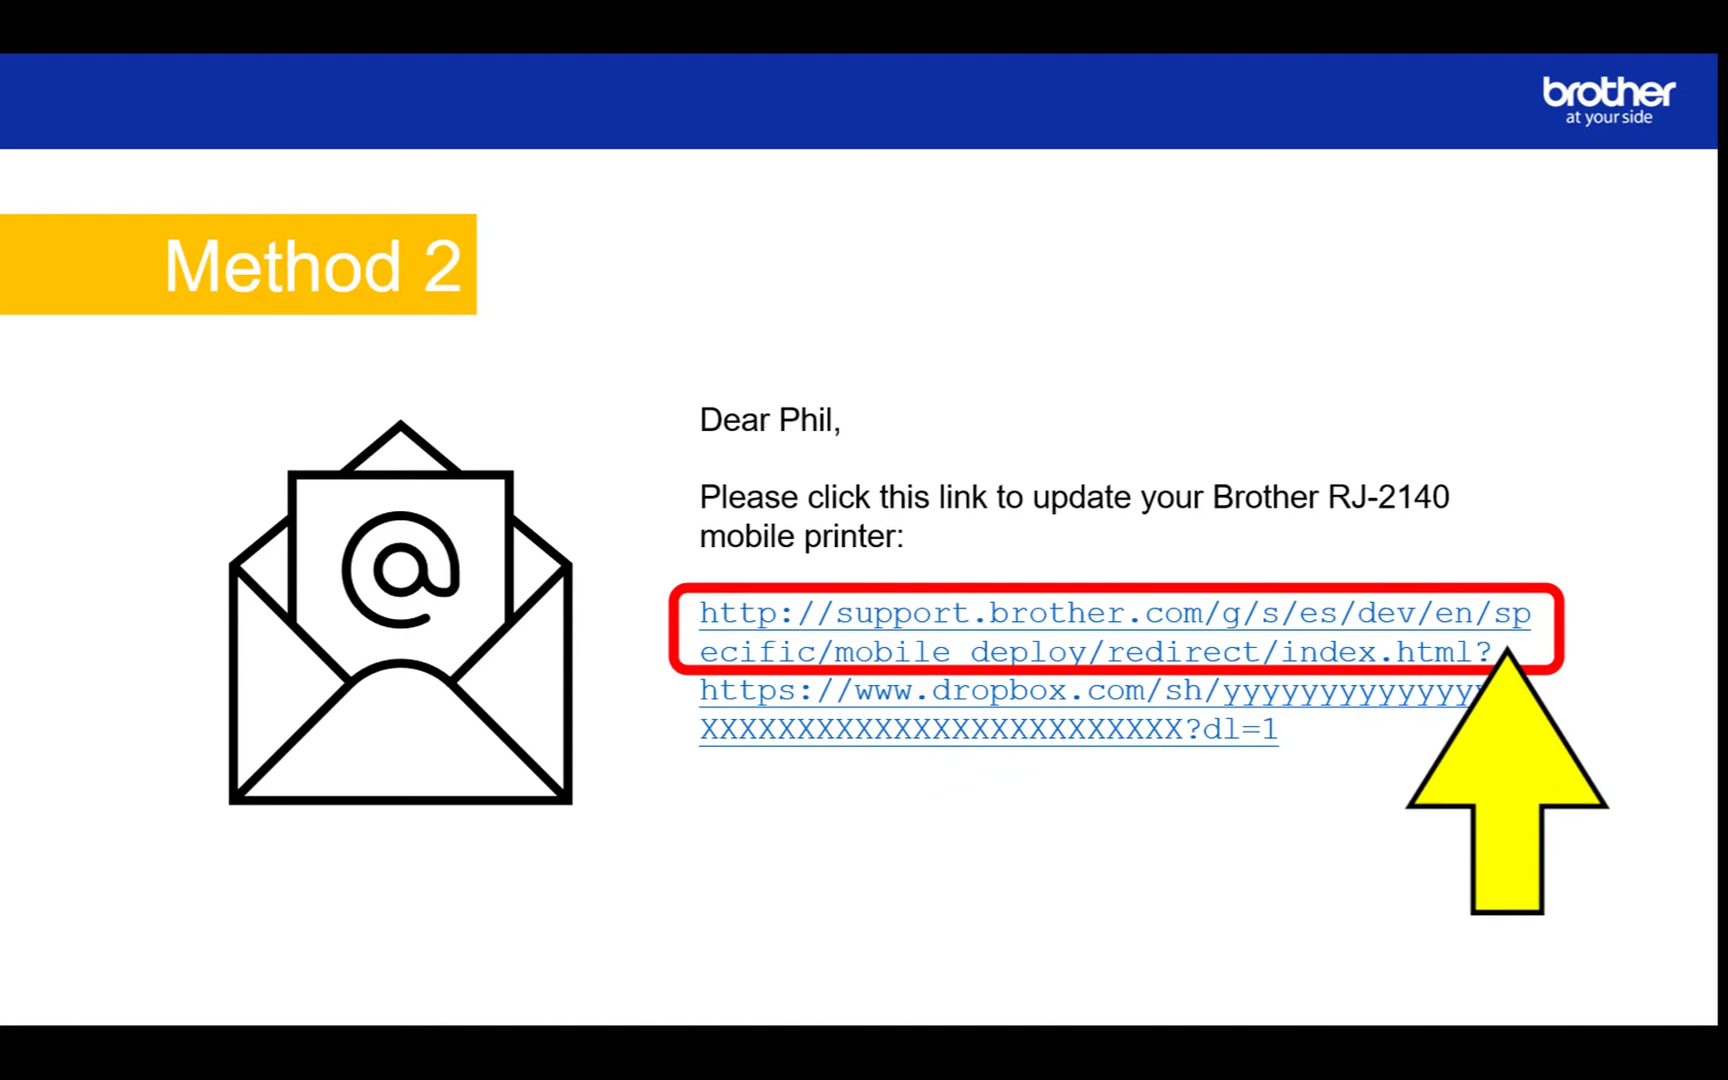 brother
at your side
Method 2
Dear Phil,
Please click this link to update your Brother RJ-2140
mobile printer:
http://support.brother.com/g/s/es/dev/en/sp
ecific/mobile_deploy/redirect/index.html?
https://www.dropbox.com/sh/yyyyyyyyyyyyy
XXXXXXXXXXXXXXXXXXXXXXXXX?dl=1